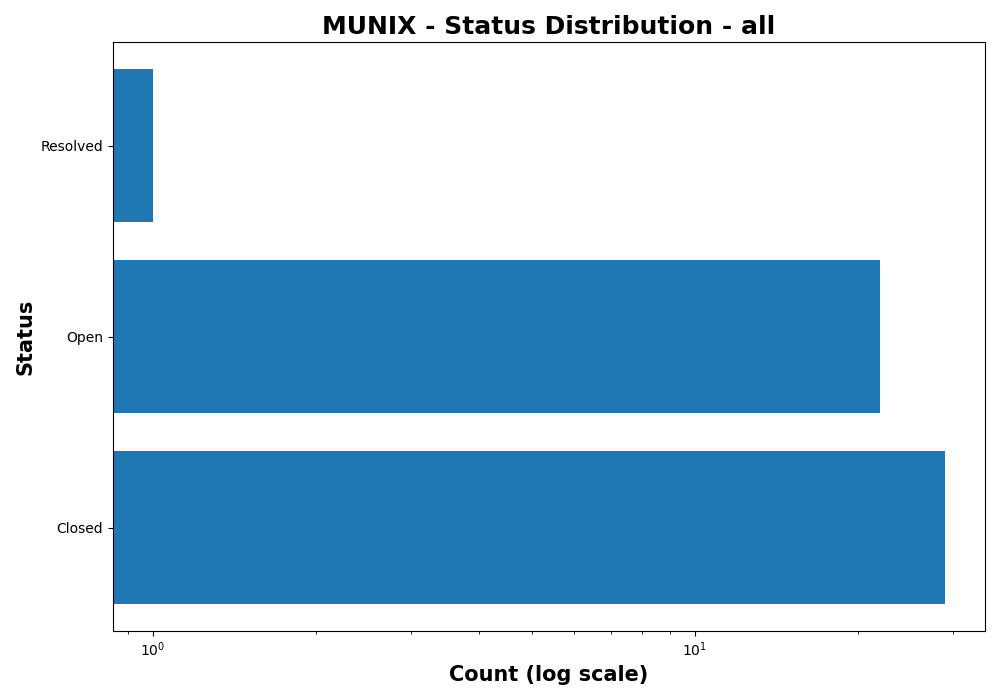 MUNIX - Status Distribution - all
Resolved
Open
Closed
Status
10⁰
10¹
Count (log scale)